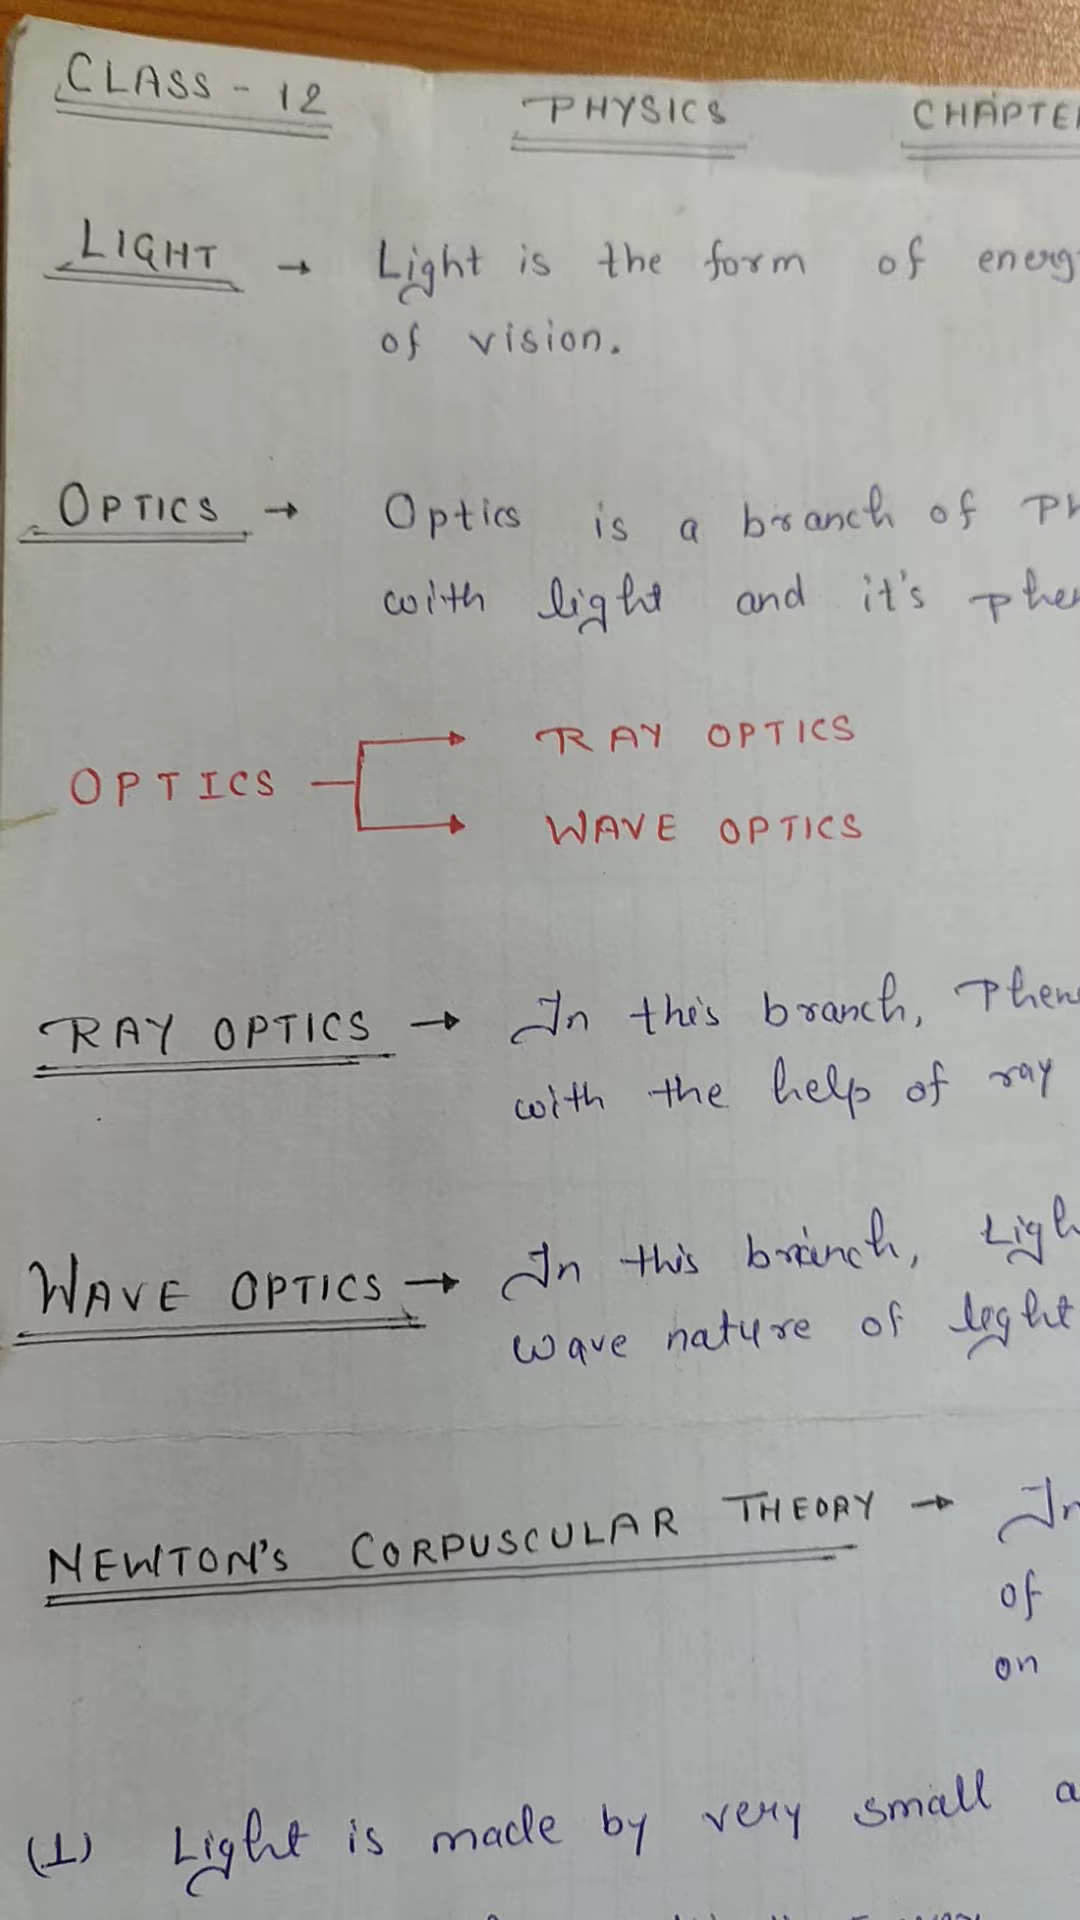 CLASS - 12 PHYSICS CHAPTE
LIGHT → Light is the form of energ
of vision.
OPTICS → Optics is a branch of Ph
with light and it's phe
OPTICS
RAY OPTICS
WAVE OPTICS
RAY OPTICS → In this branch, Phen
with the help of ray
WAVE OPTICS → In this branch, Ligh
wave nature of light
NEWTON'S CORPUSCULAR THEORY → In
of
on
(1) Light is made by very small a